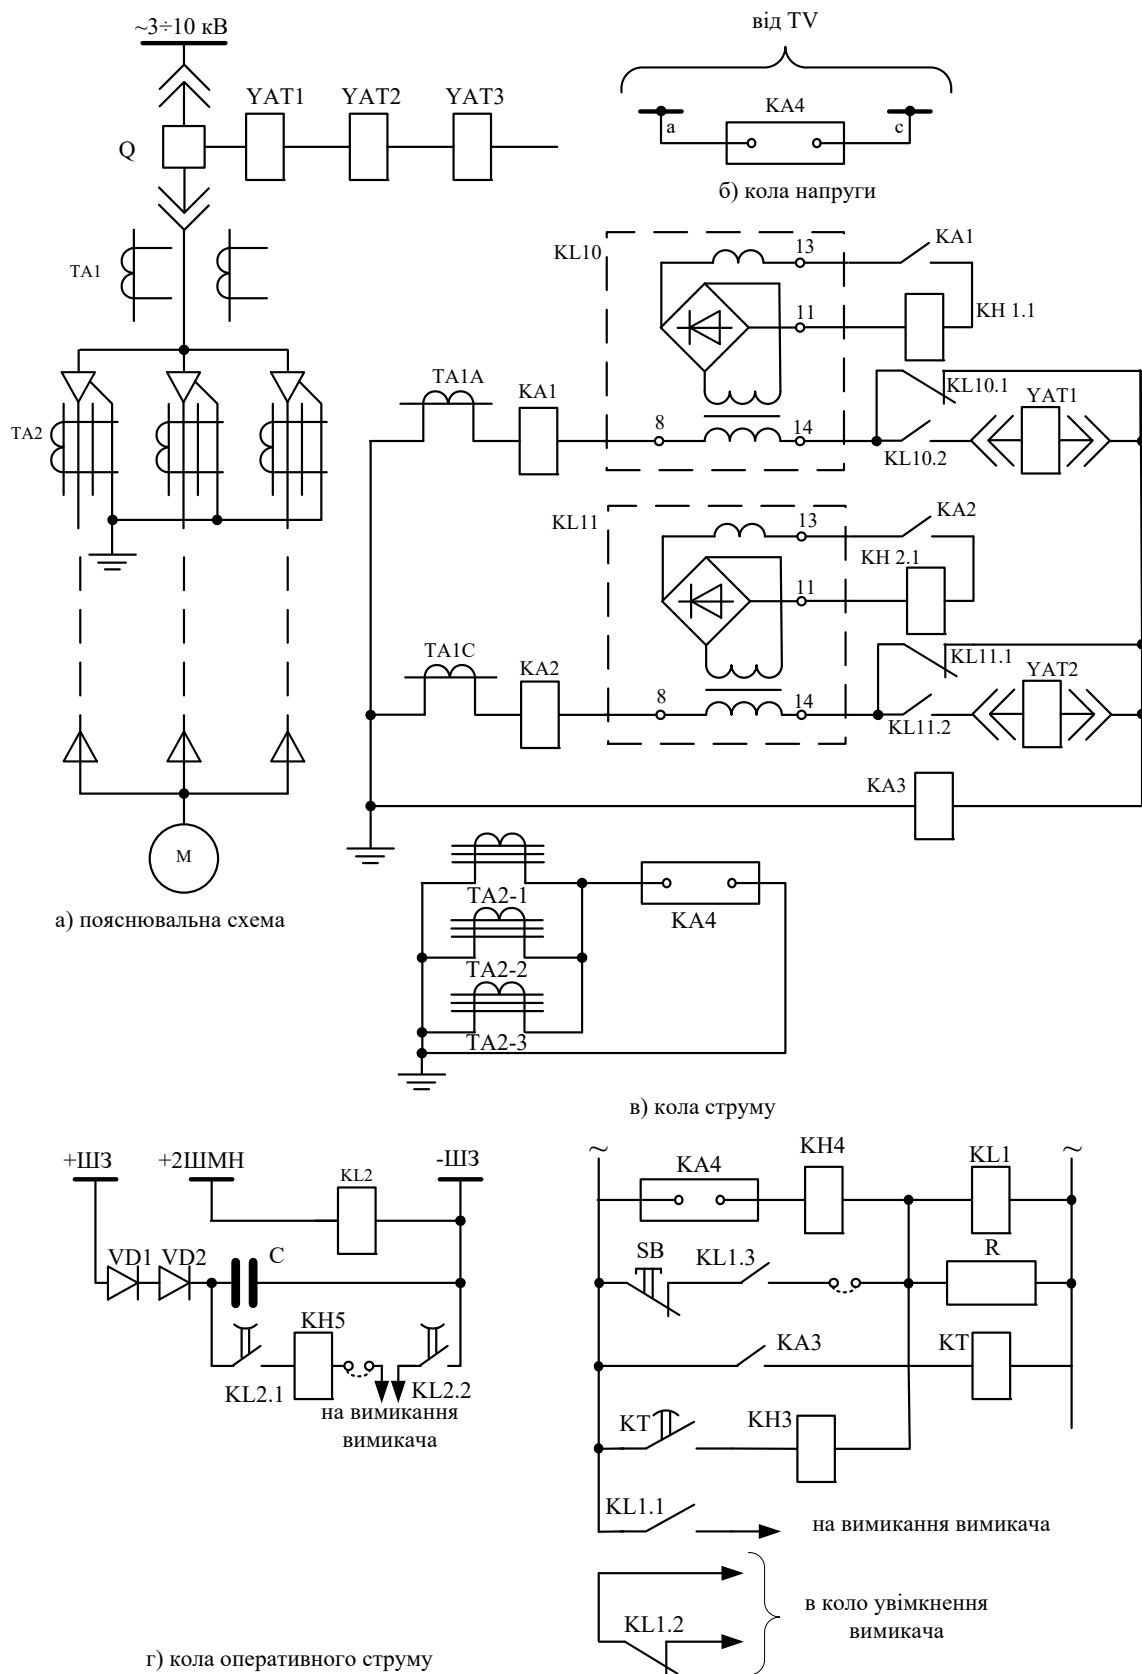 ~3÷10 кВ
Q
YAT1
YAT2
YAT3
TA1
TA2
M
а) пояснювальна схема
від TV
KA4
a
c
б) кола напруги
KL10
13
KA1
11
KH 1.1
TA1A
KA1
8
14
KL10.1
YAT1
KL10.2
KL11
13
KA2
KH 2.1
11
TA1C
KA2
8
14
KL11.1
YAT2
KL11.2
KA3
TA2-1
KA4
TA2-2
TA2-3
в) кола струму
+ШЗ
+2ШМН
-ШЗ
KL2
VD1
VD2
C
KH5
KL2.1
KL2.2
на вимикання
вимикача
~
~
KA4
KH4
KL1
SB
KL1.3
R
KA3
KT
KT
KH3
KL1.1
на вимикання вимикача
KL1.2
в коло увімкнення
вимикача
г) кола оперативного струму